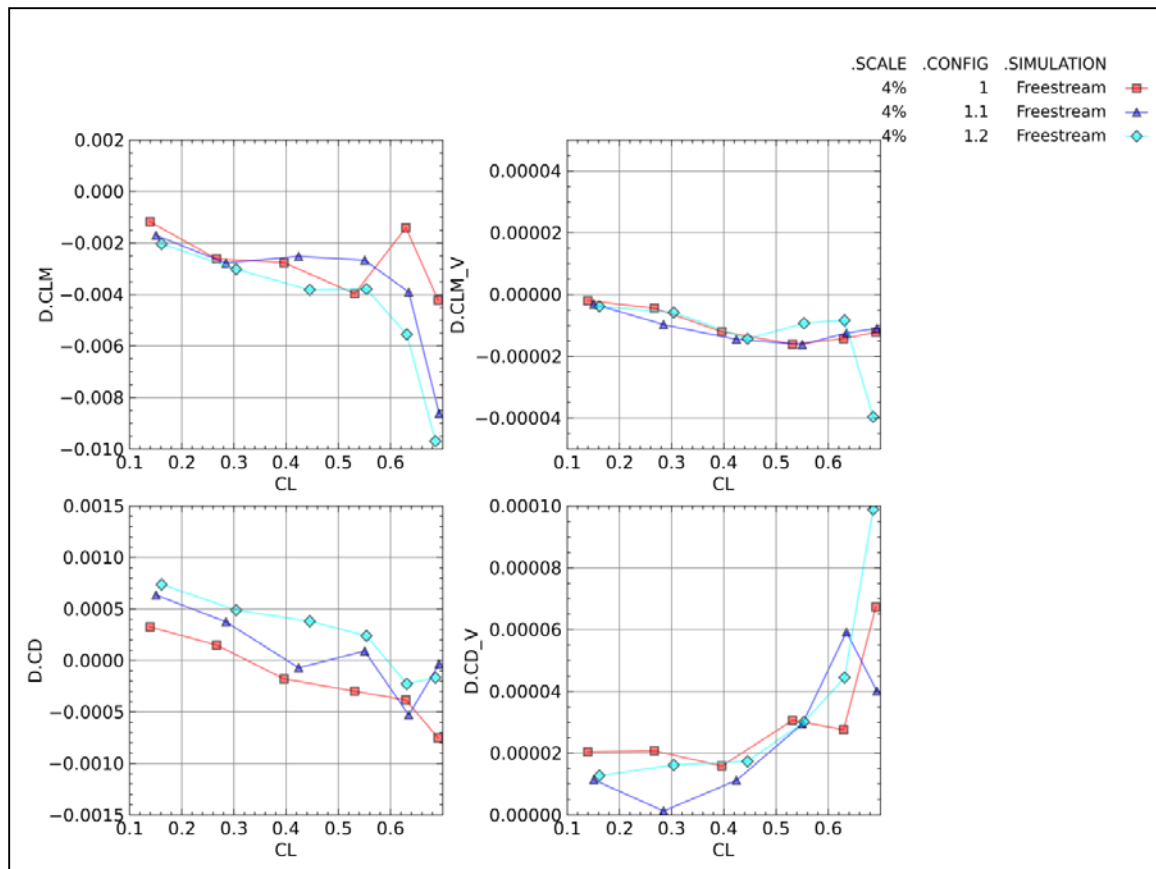 .SCALE .CONFIG .SIMULATION
4% 1 Freestream
4% 1.1 Freestream
4% 1.2 Freestream
0.002
0.000
−0.002
−0.004
−0.006
−0.008
−0.010
D.CLM
0.1 0.2 0.3 0.4 0.5 0.6
CL
0.00004
0.00002
0.00000
−0.00002
−0.00004
D.CLM_V
0.1 0.2 0.3 0.4 0.5 0.6
CL
0.0015
0.0010
0.0005
0.0000
−0.0005
−0.0010
−0.0015
D.CD
0.1 0.2 0.3 0.4 0.5 0.6
CL
0.00010
0.00008
0.00006
0.00004
0.00002
0.00000
D.CD_V
0.1 0.2 0.3 0.4 0.5 0.6
CL